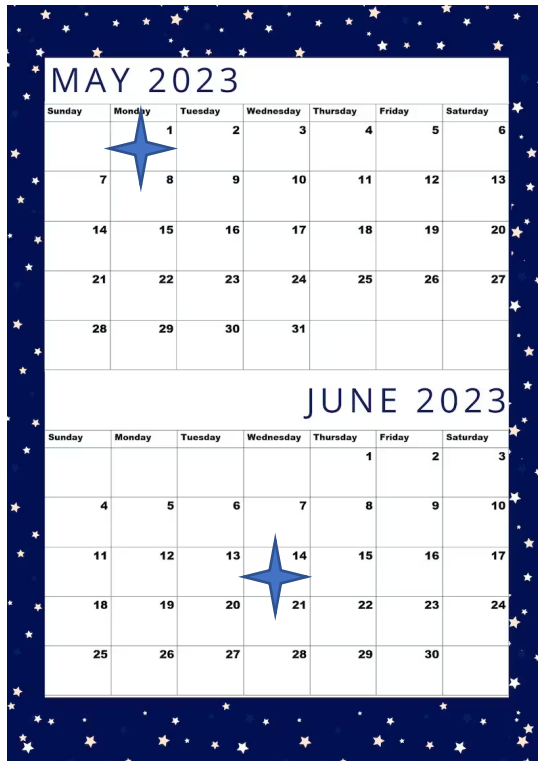 MAY 2023
Sunday Monday Tuesday Wednesday Thursday Friday Saturday
1 2 3 4 5 6
7 8 9 10 11 12 13
14 15 16 17 18 19 20
21 22 23 24 25 26 27
28 29 30 31
JUNE 2023
Sunday Monday Tuesday Wednesday Thursday Friday Saturday
1 2 3
4 5 6 7 8 9 10
11 12 13 14 15 16 17
18 19 20 21 22 23 24
25 26 27 28 29 30